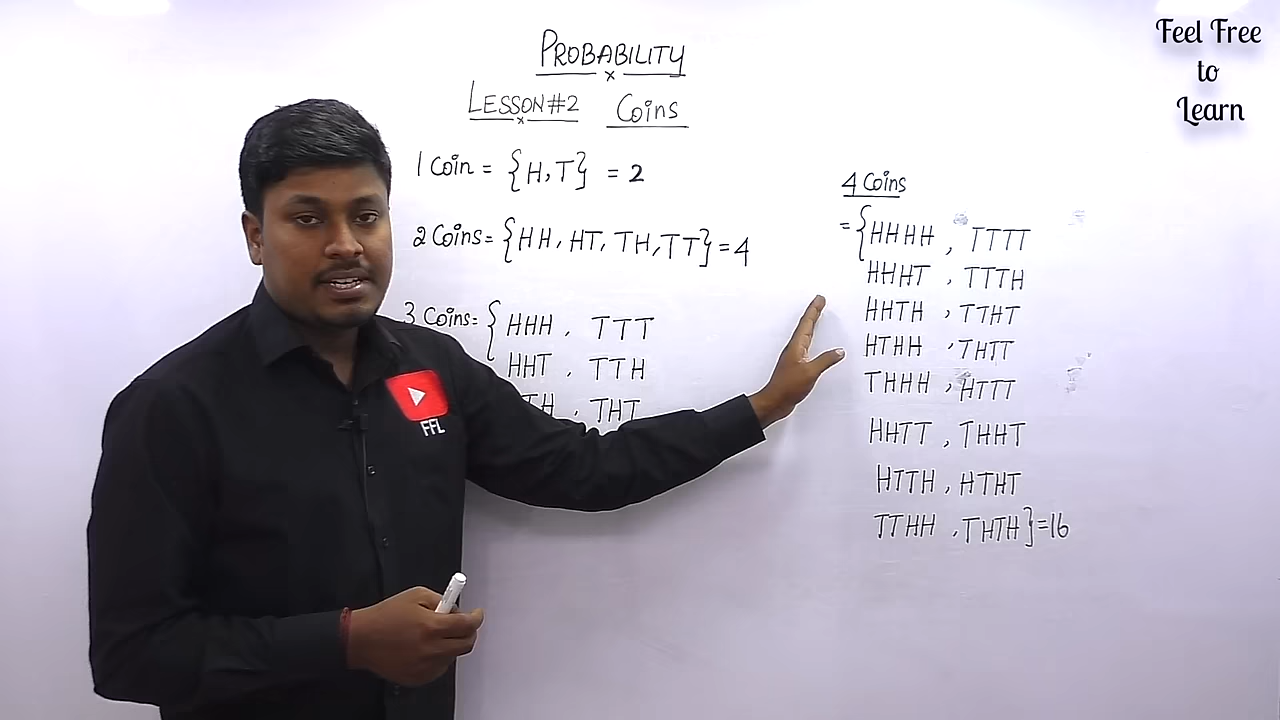 Feel Free
to
Learn
PROBABILITY
LESSON#2 Coins
1 Coin = {H,T} = 2
2 Coins = {HH, HT, TH, TT} = 4
3 Coins = {HHH , TTT
HHT , TTH
TH , THT
4 Coins
= {HHHH , TTTT
HHHT , TTTH
HHTH , TTHT
HTHH , THTT
THHH , HTTT
HHTT , THHT
HTTH , HTHT
TTHH , THTH} = 16
FFL